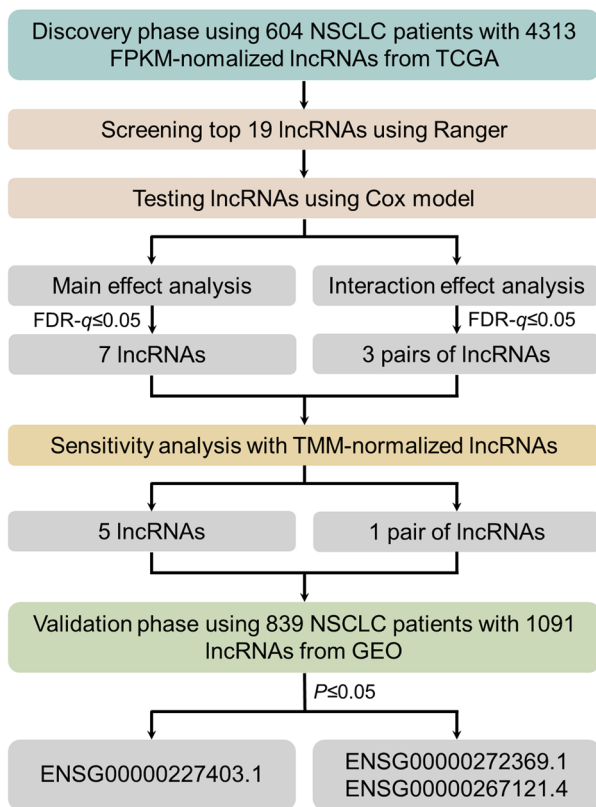 Discovery phase using 604 NSCLC patients with 4313
FPKM-nomalized lncRNAs from TCGA
Screening top 19 lncRNAs using Ranger
Testing lncRNAs using Cox model
Main effect analysis
Interaction effect analysis
FDR-q≤0.05
FDR-q≤0.05
7 lncRNAs
3 pairs of lncRNAs
Sensitivity analysis with TMM-normalized lncRNAs
5 lncRNAs
1 pair of lncRNAs
Validation phase using 839 NSCLC patients with 1091
lncRNAs from GEO
P≤0.05
ENSG00000227403.1
ENSG00000272369.1
ENSG00000267121.4